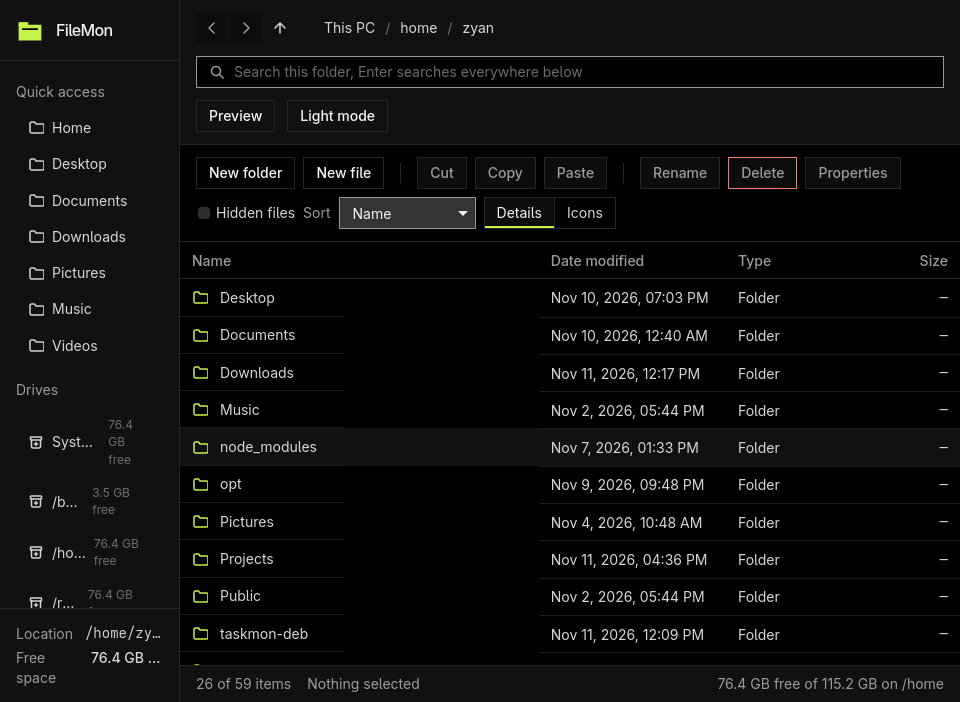 FileMon
This PC / home / zyan
Search this folder, Enter searches everywhere below
Preview Light mode
Quick access
Home
Desktop
Documents
Downloads
Pictures
Music
Videos
Drives
Syst... 76.4 GB free
/b... 3.5 GB free
/ho... 76.4 GB free
/r... 76.4 GB
Location /home/zy...
Free space 76.4 GB ...
New folder New file Cut Copy Paste Rename Delete Properties
Hidden files Sort Name Details Icons
Name Date modified Type Size
Desktop Nov 10, 2026, 07:03 PM Folder –
Documents Nov 10, 2026, 12:40 AM Folder –
Downloads Nov 11, 2026, 12:17 PM Folder –
Music Nov 2, 2026, 05:44 PM Folder –
node_modules Nov 7, 2026, 01:33 PM Folder –
opt Nov 9, 2026, 09:48 PM Folder –
Pictures Nov 4, 2026, 10:48 AM Folder –
Projects Nov 11, 2026, 04:36 PM Folder –
Public Nov 2, 2026, 05:44 PM Folder –
taskmon-deb Nov 11, 2026, 12:09 PM Folder –
26 of 59 items Nothing selected 76.4 GB free of 115.2 GB on /home